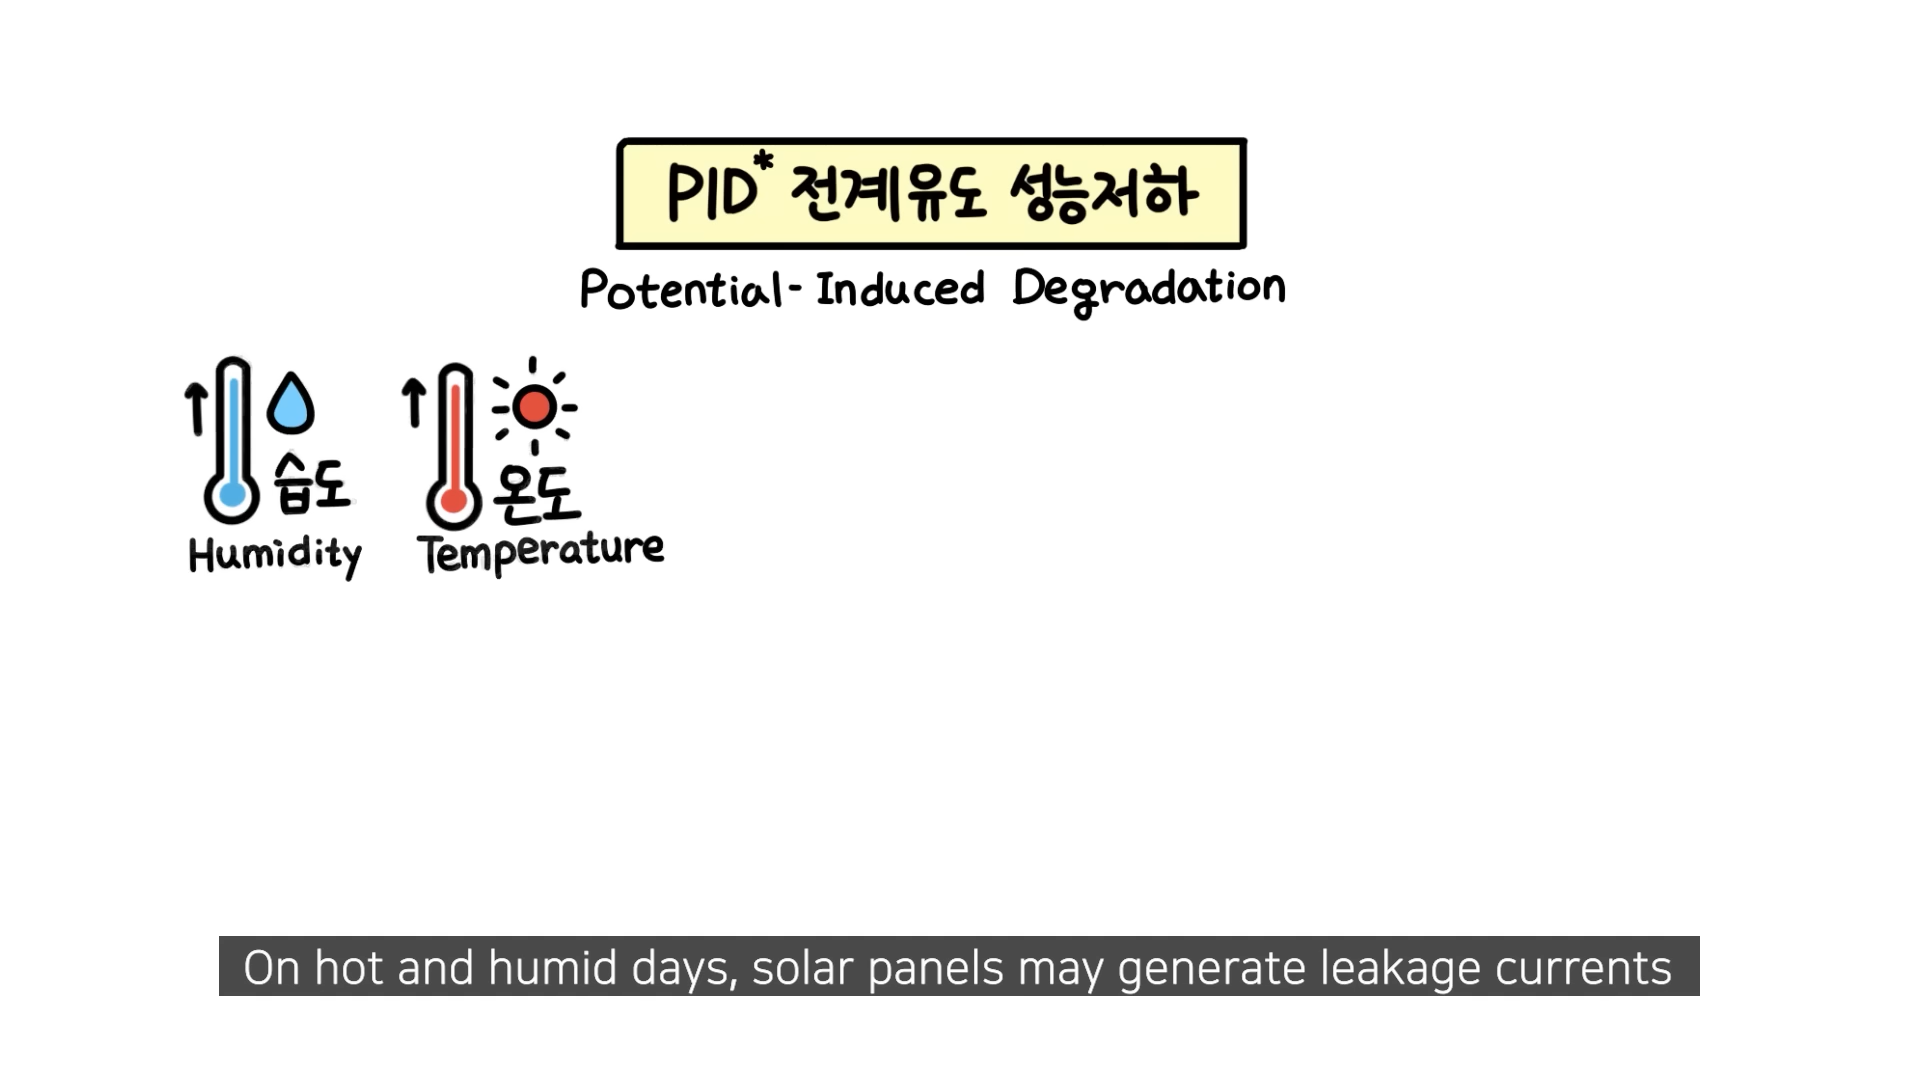 PID* 전계유도 성능저하
Potential-Induced Degradation
습도
Humidity
온도
Temperature
On hot and humid days, solar panels may generate leakage currents